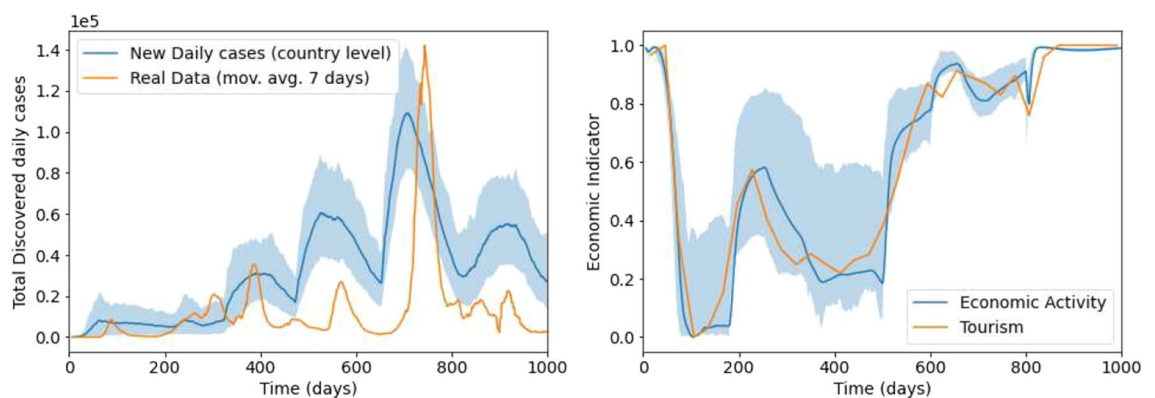 1e5
Total Discovered daily cases
1.4
1.2
1.0
0.8
0.6
0.4
0.2
0.0
New Daily cases (country level)
Real Data (mov. avg. 7 days)
0 200 400 600 800 1000
Time (days)
Economic Indicator
1.0
0.8
0.6
0.4
0.2
0.0
Economic Activity
Tourism
0 200 400 600 800 1000
Time (days)